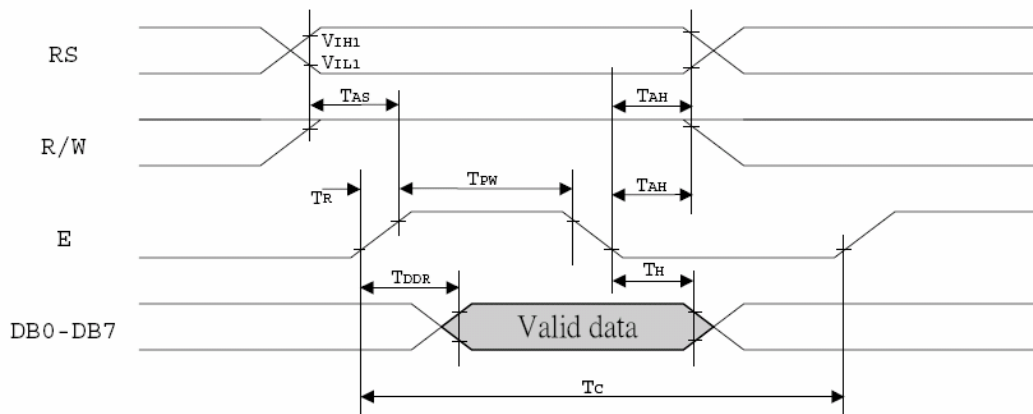 RS
VIH1
VIL1
TAS
TAH
R/W
TPW
TR
TAH
E
TDDR
TH
DB0-DB7
Valid data
TC